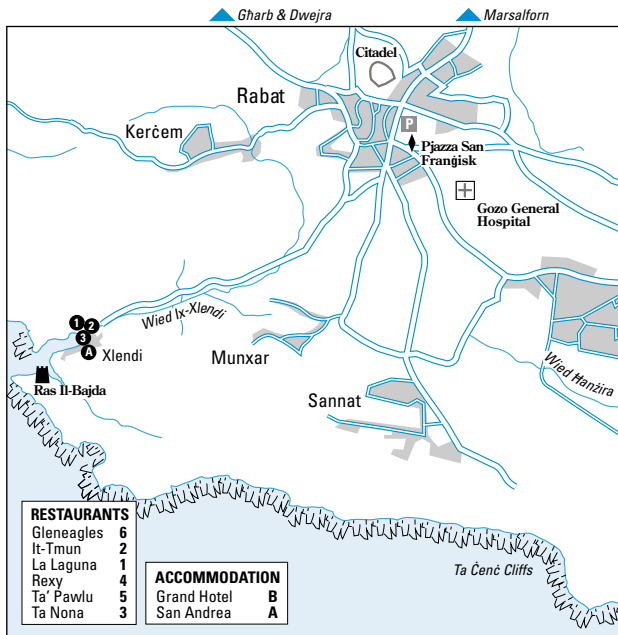 Għarb & Dwejra
Marsalforn
Citadel
Rabat
Kerċem
P
Pjazza San
Franġisk
Gozo General
Hospital
Wied Ix-Xlendi
1
2
3
A
Xlendi
Munxar
Wied Ħanżira
Ras Il-Bajda
Sannat
RESTAURANTS
Gleneagles 6
It-Tmun 2
La Laguna 1
Rexy 4
Ta' Pawlu 5
Ta Nona 3
ACCOMMODATION
Grand Hotel B
San Andrea A
Ta Ċenċ Cliffs